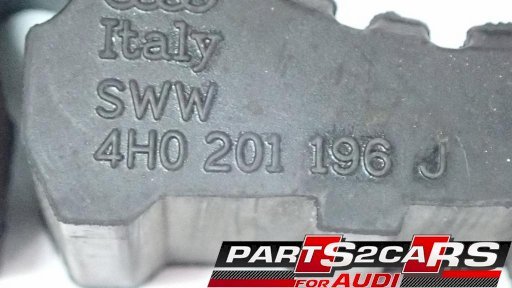 Italy
SWW
4H0 201 196 J
PARTS2CARS
FOR AUDI